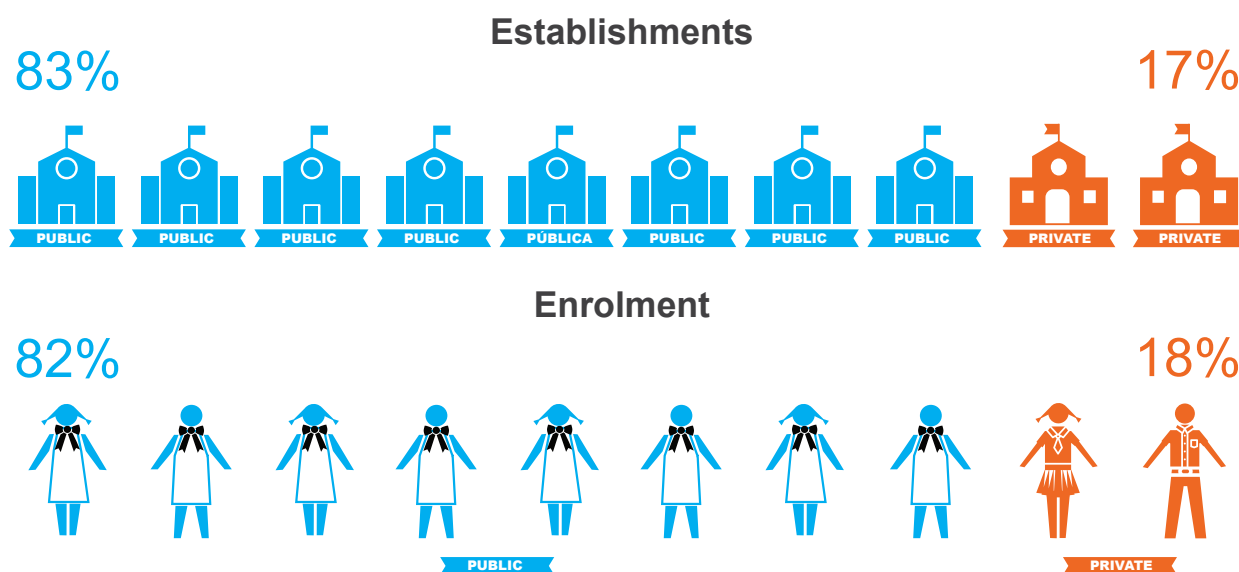 Establishments
83%
17%
PUBLIC
PUBLIC
PUBLIC
PUBLIC
PÚBLICA
PUBLIC
PUBLIC
PUBLIC
PRIVATE
PRIVATE
Enrolment
82%
18%
PUBLIC
PRIVATE